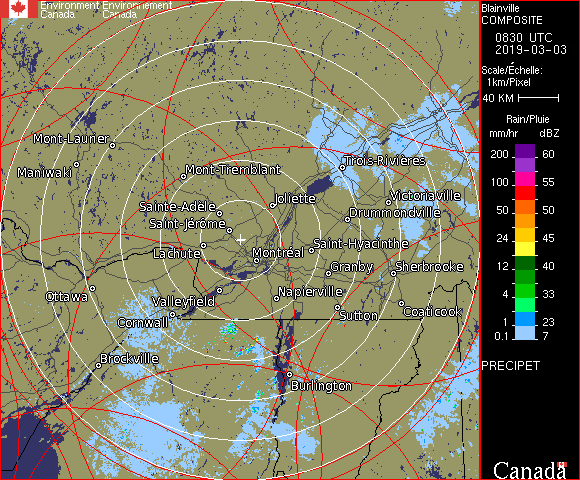 Environment Environnement
Canada Canada
Blainville
COMPOSITE
0830 UTC
2019-03-03
Scale/Échelle:
1km/Pixel
40 KM
Rain/Pluie
mm/hr dBZ
200 60
100 55
50 50
24 45
12 40
4 33
1 23
0.1 7
PRECIPET
Mont-Laurier
Maniwaki
Mont-Tremblant
Trois-Rivières
Joliette
Victoriaville
Sainte-Adèle
Drummondville
Saint-Jérôme
Lachute
Montréal
Saint-Hyacinthe
Granby
Sherbrooke
Ottawa
Valleyfield
Napierville
Cornwall
Sutton
Coaticook
Brockville
Burlington
Canada